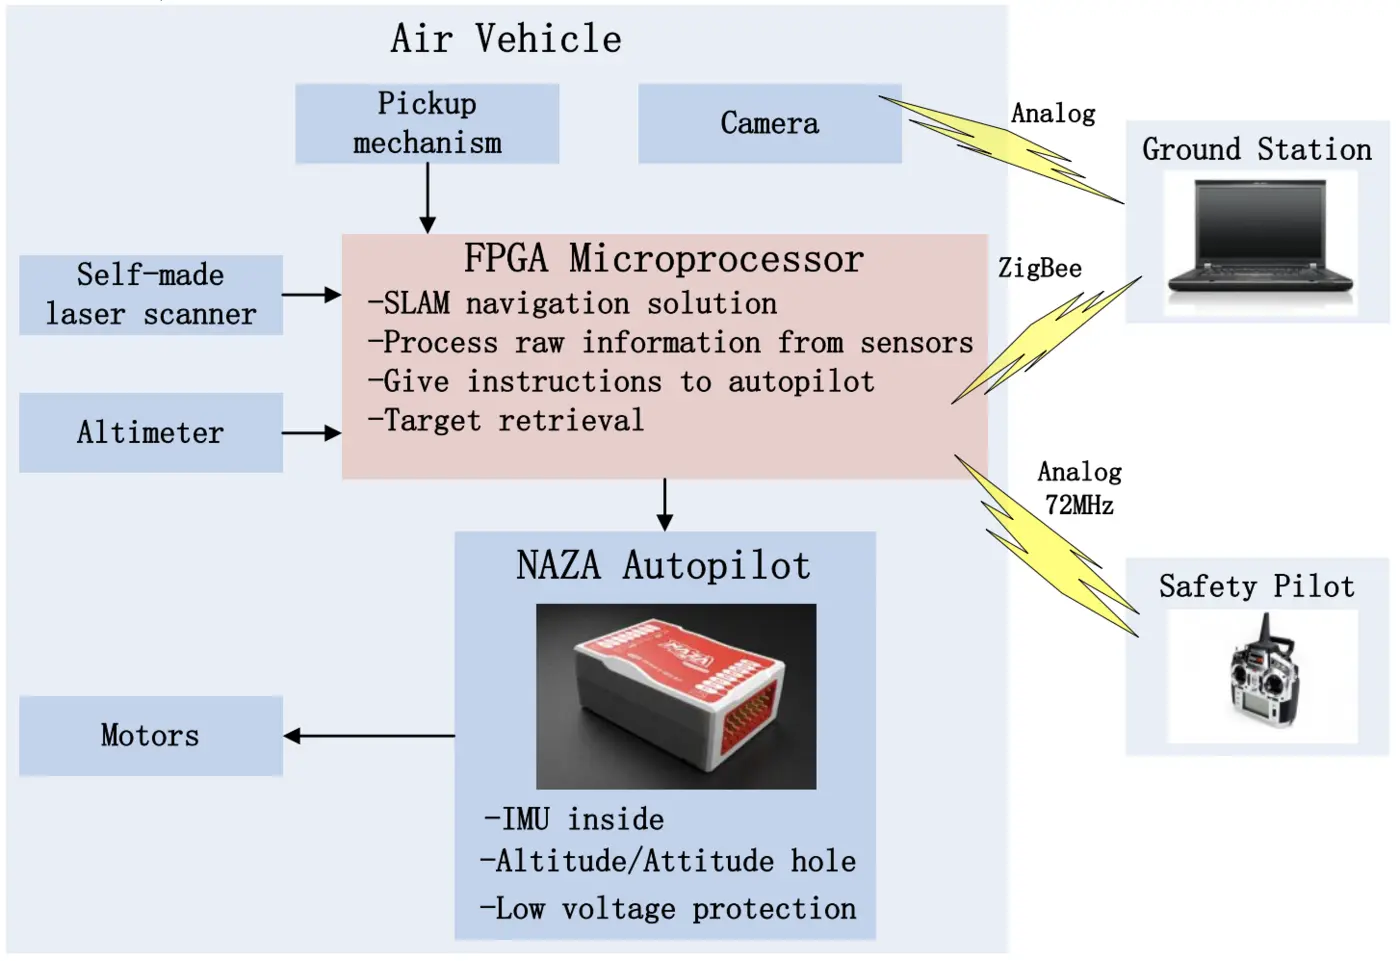 Air Vehicle
Pickup
mechanism
Camera
Analog
Ground Station
Self-made
laser scanner
FPGA Microprocessor
-SLAM navigation solution
-Process raw information from sensors
-Give instructions to autopilot
-Target retrieval
ZigBee
Altimeter
Analog
72MHz
NAZA Autopilot
NAZA
Safety Pilot
Motors
-IMU inside
-Altitude/Attitude hole
-Low voltage protection